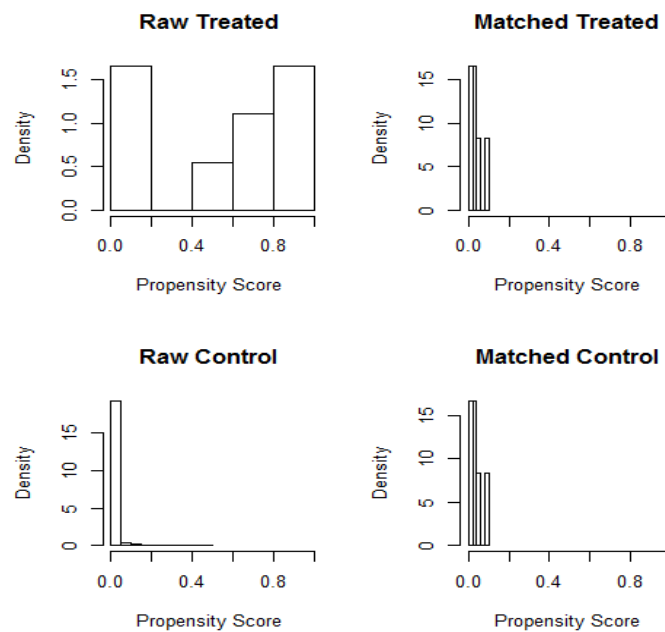 Raw Treated
Density
0.0 0.5 1.0 1.5
0.0 0.4 0.8
Propensity Score
Matched Treated
Density
0 5 10 15
0.0 0.4 0.8
Propensity Score
Raw Control
Density
0 5 10 15
0.0 0.4 0.8
Propensity Score
Matched Control
Density
0 5 10 15
0.0 0.4 0.8
Propensity Score